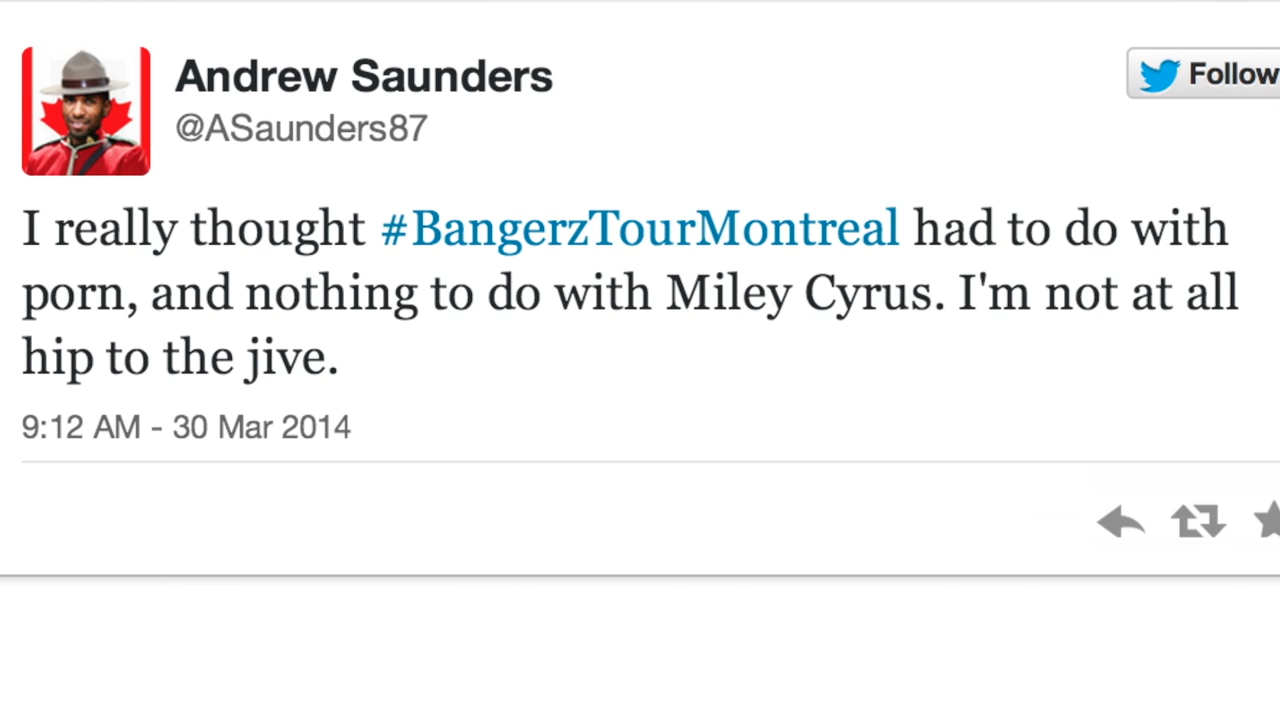 Andrew Saunders
@ASaunders87
Follow
I really thought #BangerzTourMontreal had to do with
porn, and nothing to do with Miley Cyrus. I'm not at all
hip to the jive.
9:12 AM - 30 Mar 2014